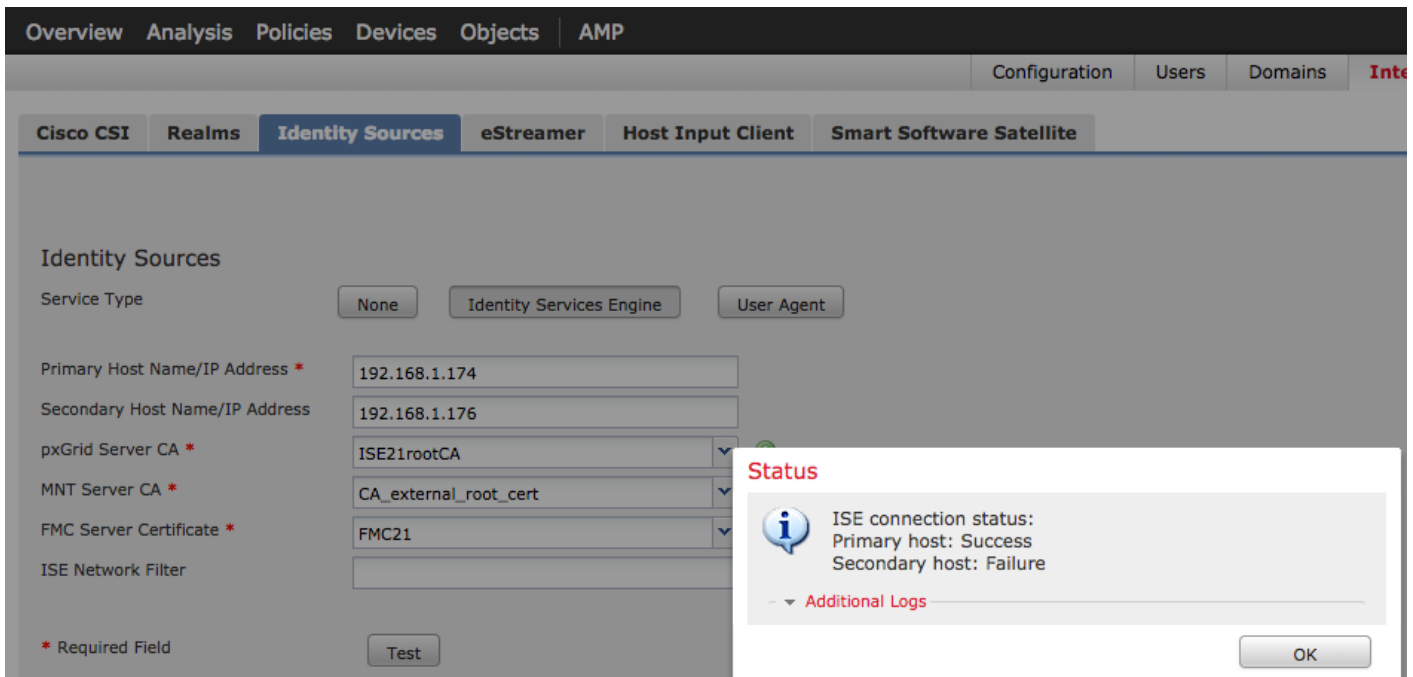 Overview Analysis Policies Devices Objects AMP
Configuration Users Domains Inte
Cisco CSI Realms Identity Sources eStreamer Host Input Client Smart Software Satellite
Identity Sources
Service Type None Identity Services Engine User Agent
Primary Host Name/IP Address * 192.168.1.174
Secondary Host Name/IP Address 192.168.1.176
pxGrid Server CA * ISE21rootCA
MNT Server CA * CA_external_root_cert
FMC Server Certificate * FMC21
ISE Network Filter
* Required Field Test
Status
ISE connection status:
Primary host: Success
Secondary host: Failure
Additional Logs
OK